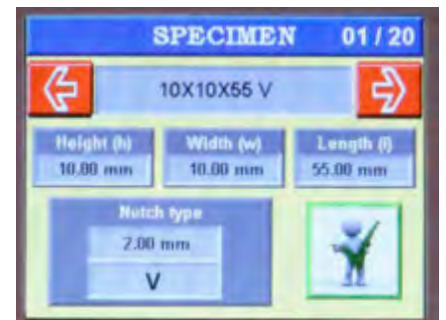 SPECIMEN 01 / 20
10X10X55 V
Height (h) Width (w) Length (l)
10.00 mm 10.00 mm 55.00 mm
Notch type
2.00 mm
V